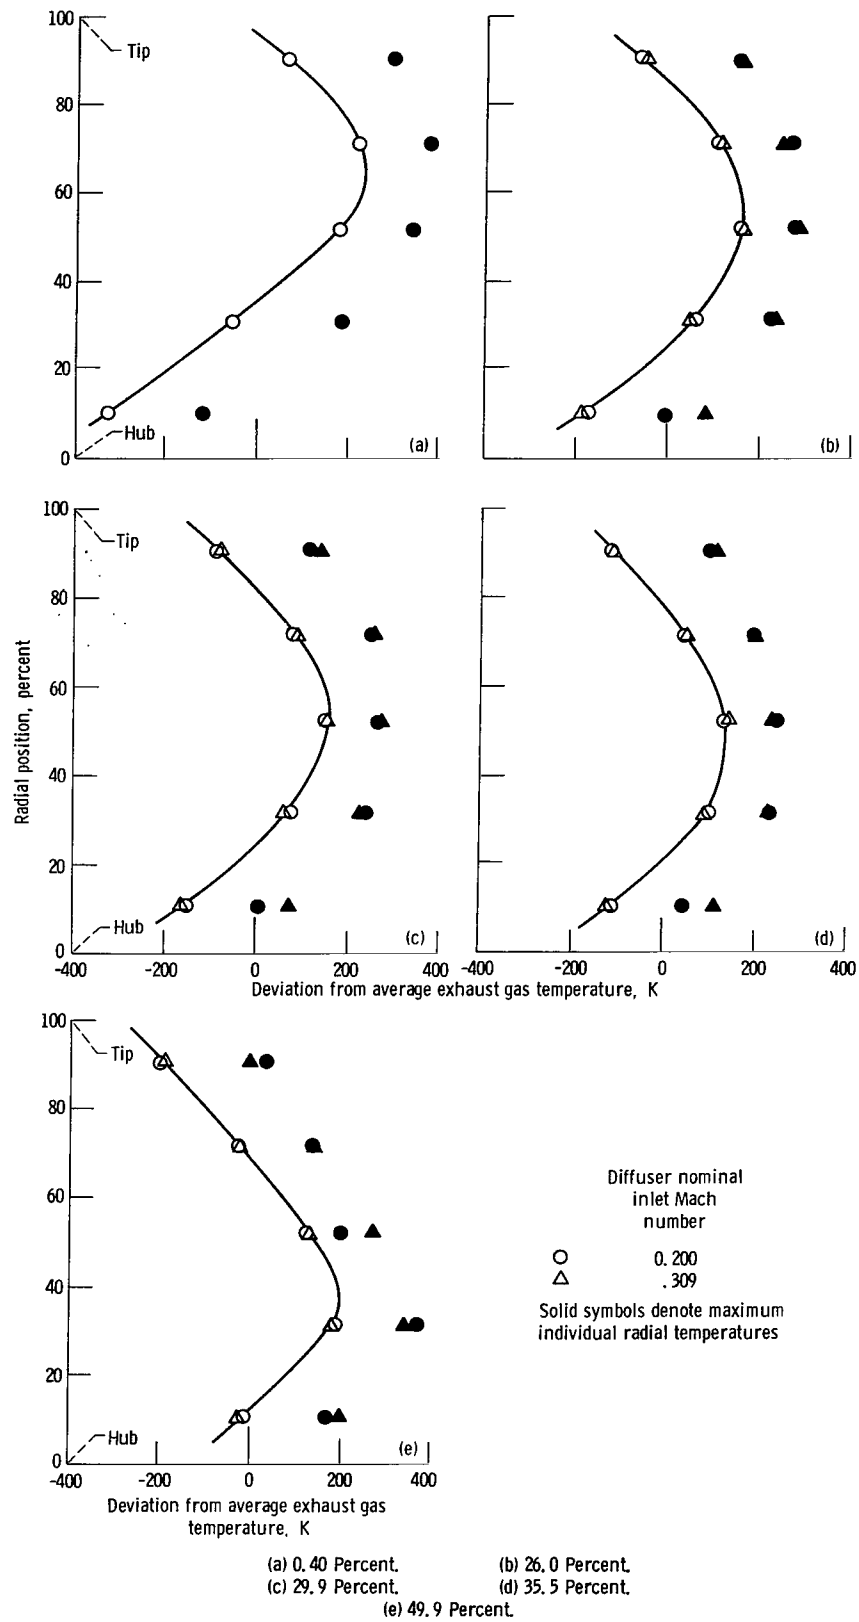 100
Tip
80
60
40
20
Hub
0
(a)
(b)
100
Tip
80
60
40
20
Hub
0
(c)
(d)
Radial position, percent
-400 -200 0 200 400 -400 -200 0 200 400
Deviation from average exhaust gas temperature, K
100
Tip
80
60
40
20
Hub
0
(e)
-400 -200 0 200 400
Deviation from average exhaust gas
temperature, K
Diffuser nominal
inlet Mach
number
0.200
.309
Solid symbols denote maximum
individual radial temperatures
(a) 0.40 Percent. (b) 26.0 Percent.
(c) 29.9 Percent. (d) 35.5 Percent.
(e) 49.9 Percent.